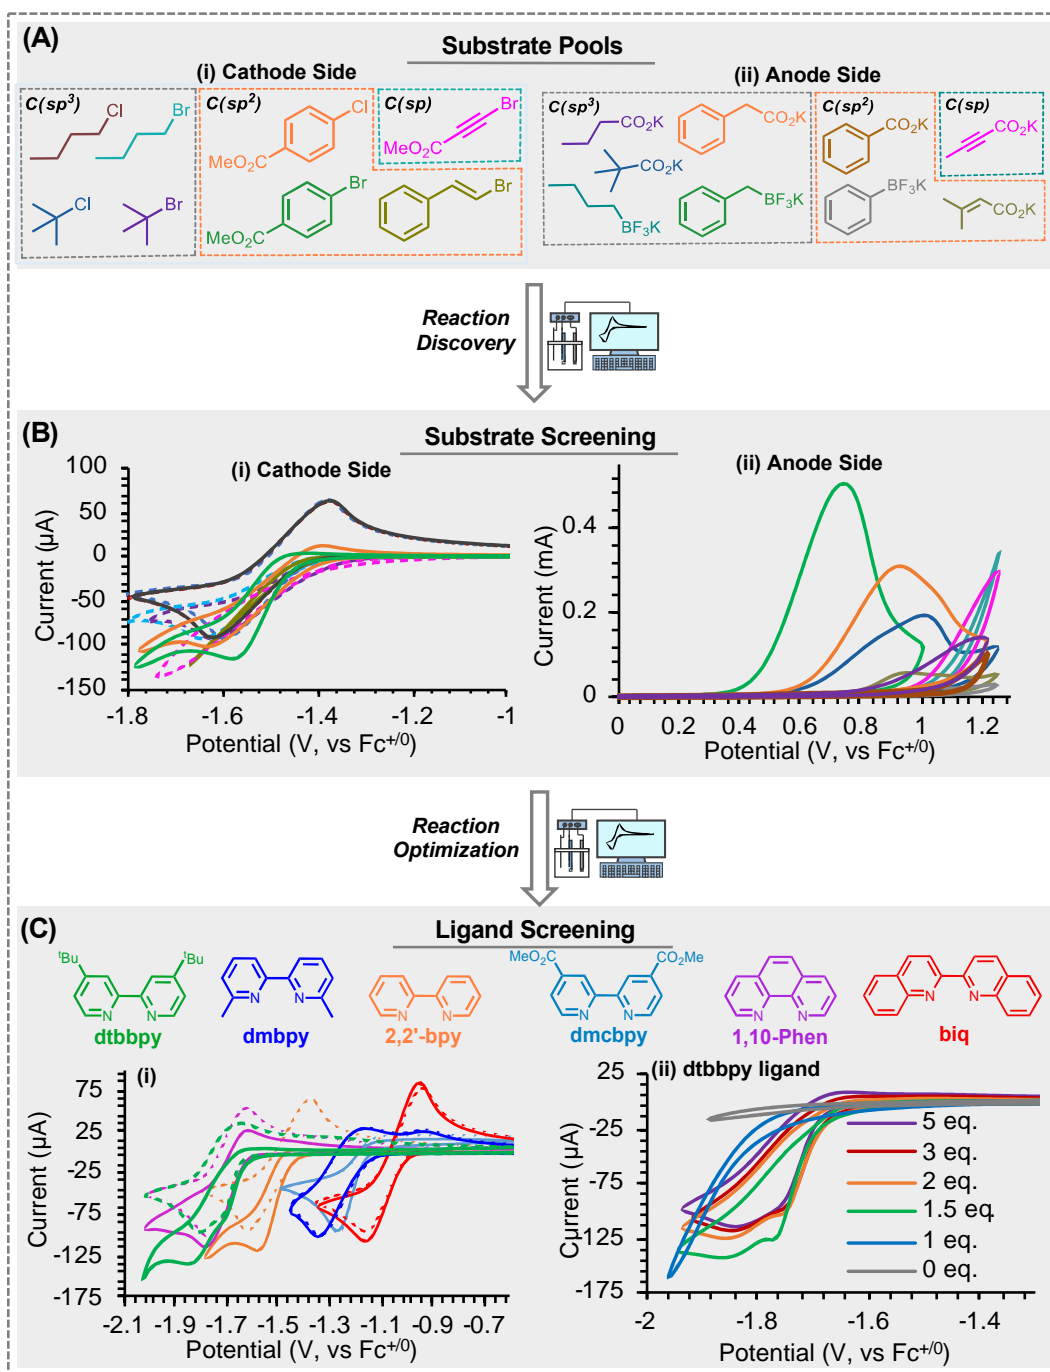 (A)
Substrate Pools
(i) Cathode Side
(ii) Anode Side
C(sp³)
Cl
Br
Cl
Br
C(sp²)
Cl
MeO₂C
Br
MeO₂C
Br
C(sp)
Br
MeO₂C
C(sp³)
CO₂K
CO₂K
CO₂K
BF₃K
BF₃K
C(sp²)
CO₂K
BF₃K
CO₂K
C(sp)
CO₂K
Reaction
Discovery
(B)
Substrate Screening
(i) Cathode Side
100
50
0
-50
-100
-150
Current (µA)
-1.8
-1.6
-1.4
-1.2
-1
Potential (V, vs Fc⁺ᐟ⁰)
(ii) Anode Side
0.4
0.2
0
Current (mA)
0
0.2
0.4
0.6
0.8
1
1.2
Potential (V, vs Fc⁺ᐟ⁰)
Reaction
Optimization
(C)
Ligand Screening
ᵗBu
ᵗBu
N
N
dtbbpy
N
N
dmbpy
N
N
2,2'-bpy
MeO₂C
CO₂Me
N
N
dmcbpy
N
N
1,10-Phen
N
N
biq
(i)
75
25
-25
-75
-125
-175
Current (µA)
-2.1
-1.9
-1.7
-1.5
-1.3
-1.1
-0.9
-0.7
Potential (V, vs Fc⁺ᐟ⁰)
(ii) dtbbpy ligand
25
-25
-75
-125
-175
Cµrrent (µA)
5 eq.
3 eq.
2 eq.
1.5 eq
1 eq.
0 eq.
-2
-1.8
-1.6
-1.4
Potential (V, vs Fc⁺ᐟ⁰)